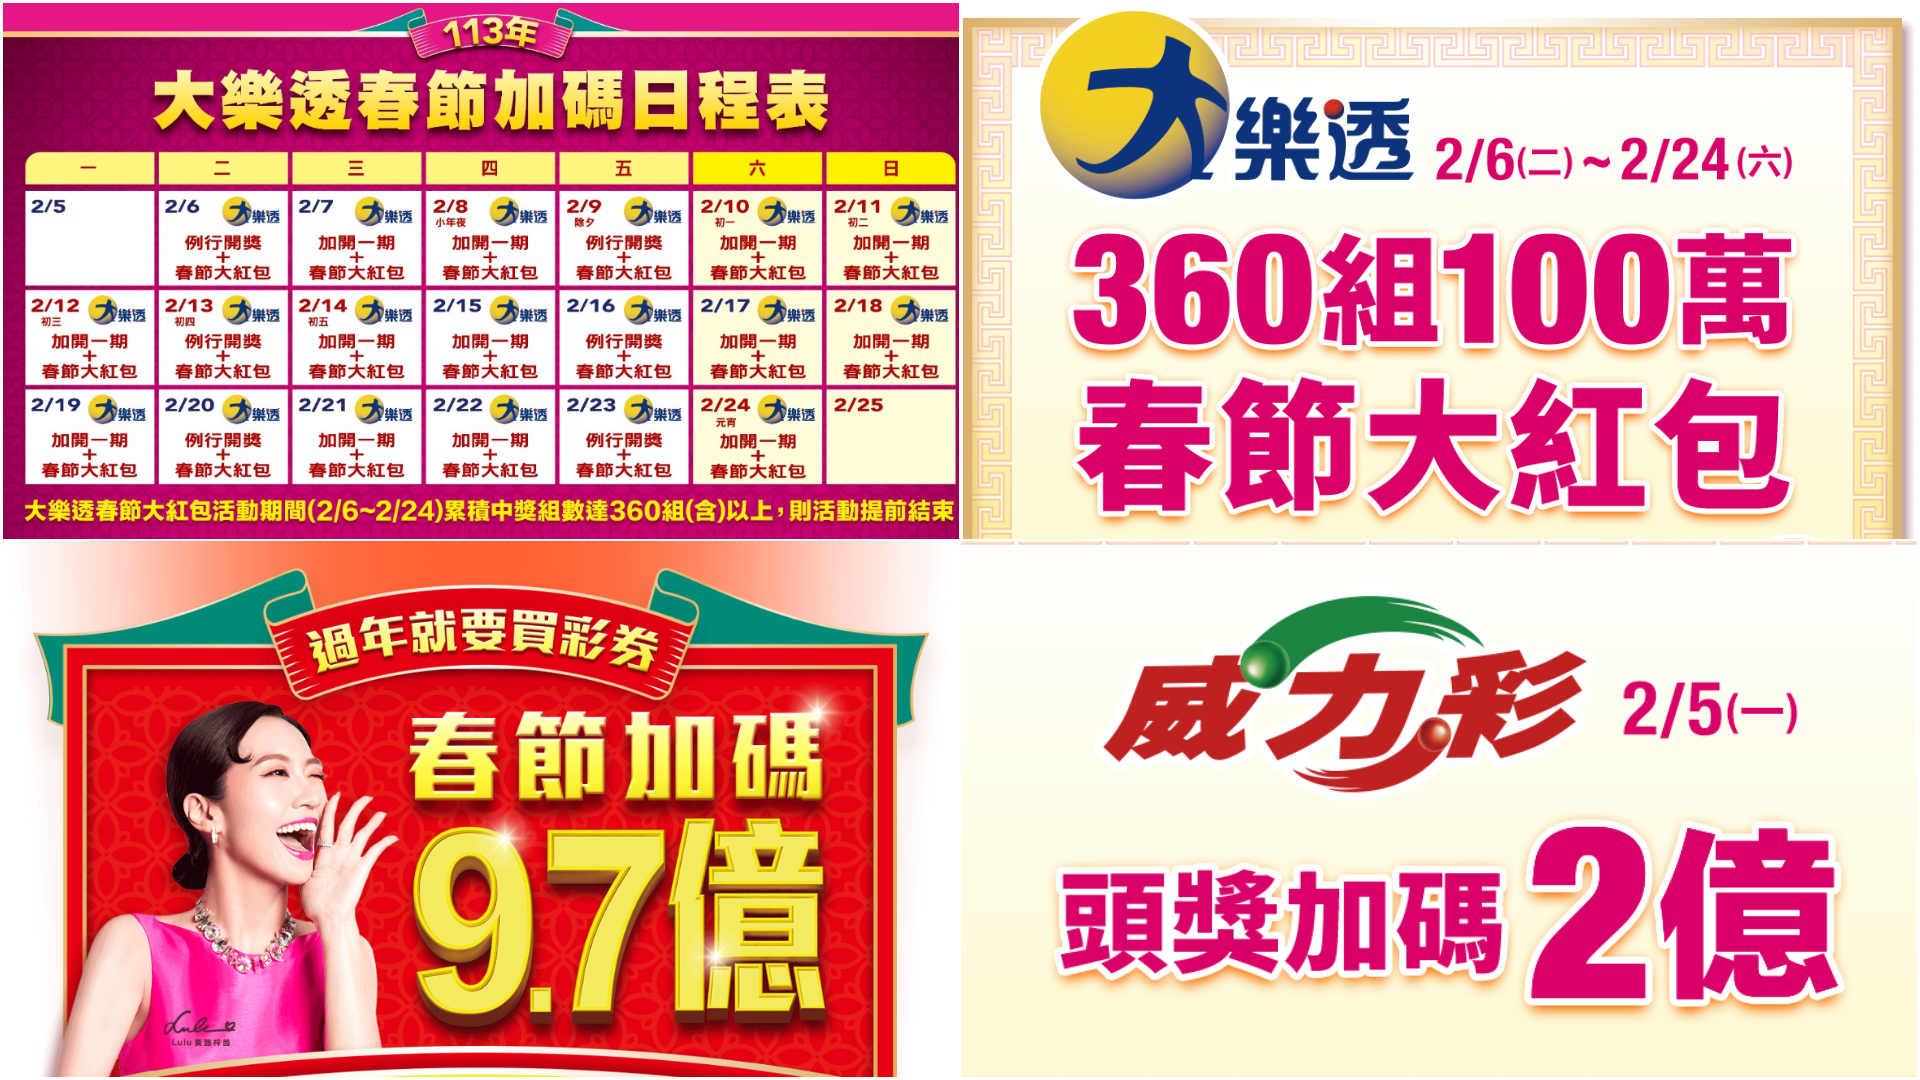 113年
大樂透春節加碼日程表
一 二 三 四 五 六 日
2/5
2/6 大樂透 例行開獎 + 春節大紅包
2/7 大樂透 加開一期 + 春節大紅包
2/8 小年夜 大樂透 加開一期 + 春節大紅包
2/9 除夕 大樂透 例行開獎 + 春節大紅包
2/10 初一 大樂透 加開一期 + 春節大紅包
2/11 初二 大樂透 加開一期 + 春節大紅包
2/12 初三 大樂透 加開一期 + 春節大紅包
2/13 初四 大樂透 例行開獎 + 春節大紅包
2/14 初五 大樂透 加開一期 + 春節大紅包
2/15 大樂透 加開一期 + 春節大紅包
2/16 大樂透 例行開獎 + 春節大紅包
2/17 大樂透 加開一期 + 春節大紅包
2/18 大樂透 加開一期 + 春節大紅包
2/19 大樂透 加開一期 + 春節大紅包
2/20 大樂透 例行開獎 + 春節大紅包
2/21 大樂透 加開一期 + 春節大紅包
2/22 大樂透 加開一期 + 春節大紅包
2/23 大樂透 例行開獎 + 春節大紅包
2/24 元宵 大樂透 加開一期 + 春節大紅包
2/25
大樂透春節大紅包活動期間(2/6~2/24)累積中獎組數達360組(含)以上，則活動提前結束
大樂透 2/6(二)~2/24(六)
360組100萬
春節大紅包
過年就要買彩券
春節加碼
9.7億
Lulu
Lulu 黃路梓茵
威力彩 2/5(一)
頭獎加碼2億